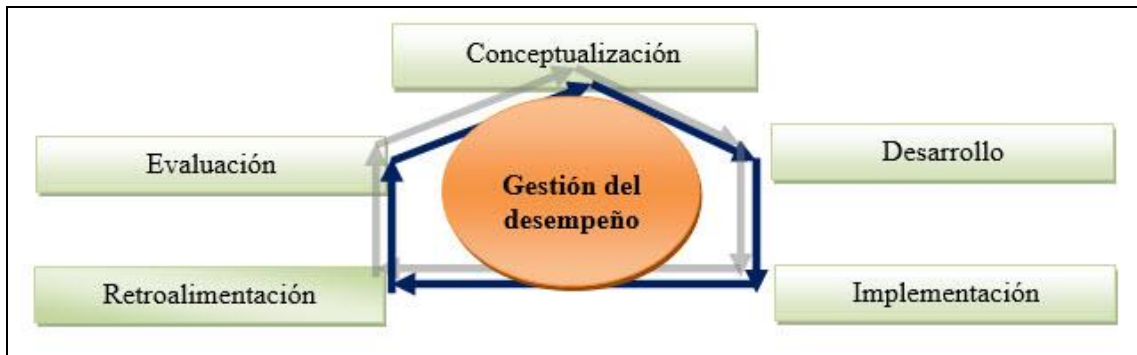 Conceptualización
Evaluación
Desarrollo
Gestión del
desempeño
Retroalimentación
Implementación